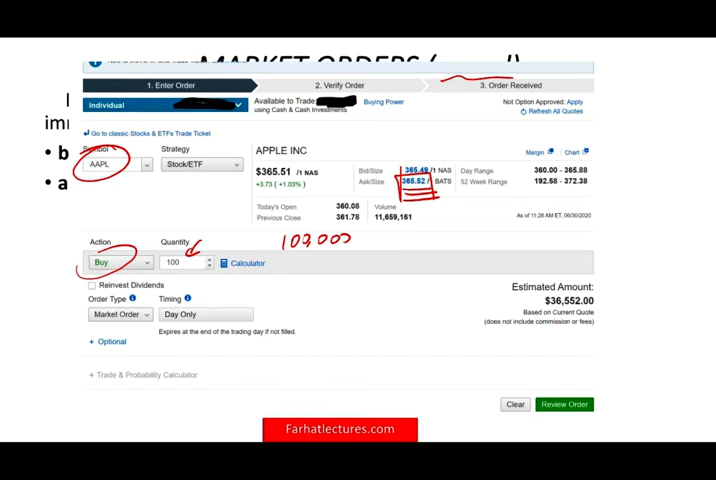 MARKET ORDERS (
1. Enter Order
2. Verify Order
3. Order Received
Individual
Available to Trade:
using Cash & Cash Investments
Buying Power
Not Option Approved: Apply
Refresh All Quotes
Go to classic Stocks & ETFs Trade Ticket
im
• b
• a
Symbol
Strategy
AAPL
Stock/ETF
APPLE INC
Margin
Chart
$365.51 /1 NAS
+3.73 (+1.03%)
Bid/Size 365.49/1 NAS
Ask/Size 365.52/ BATS
Day Range 360.00 - 365.88
52 Week Range 192.58 - 372.38
Today's Open 360.08
Previous Close 361.78
Volume
11,659,161
As of 11:28 AM ET, 06/30/2020
Action
Quantity
100,000
Buy
100
Calculator
Reinvest Dividends
Order Type
Timing
Market Order
Day Only
Expires at the end of the trading day if not filled.
Estimated Amount:
$36,552.00
Based on Current Quote
(does not include commission or fees)
+ Optional
+ Trade & Probability Calculator
Clear
Review Order
Farhatlectures.com